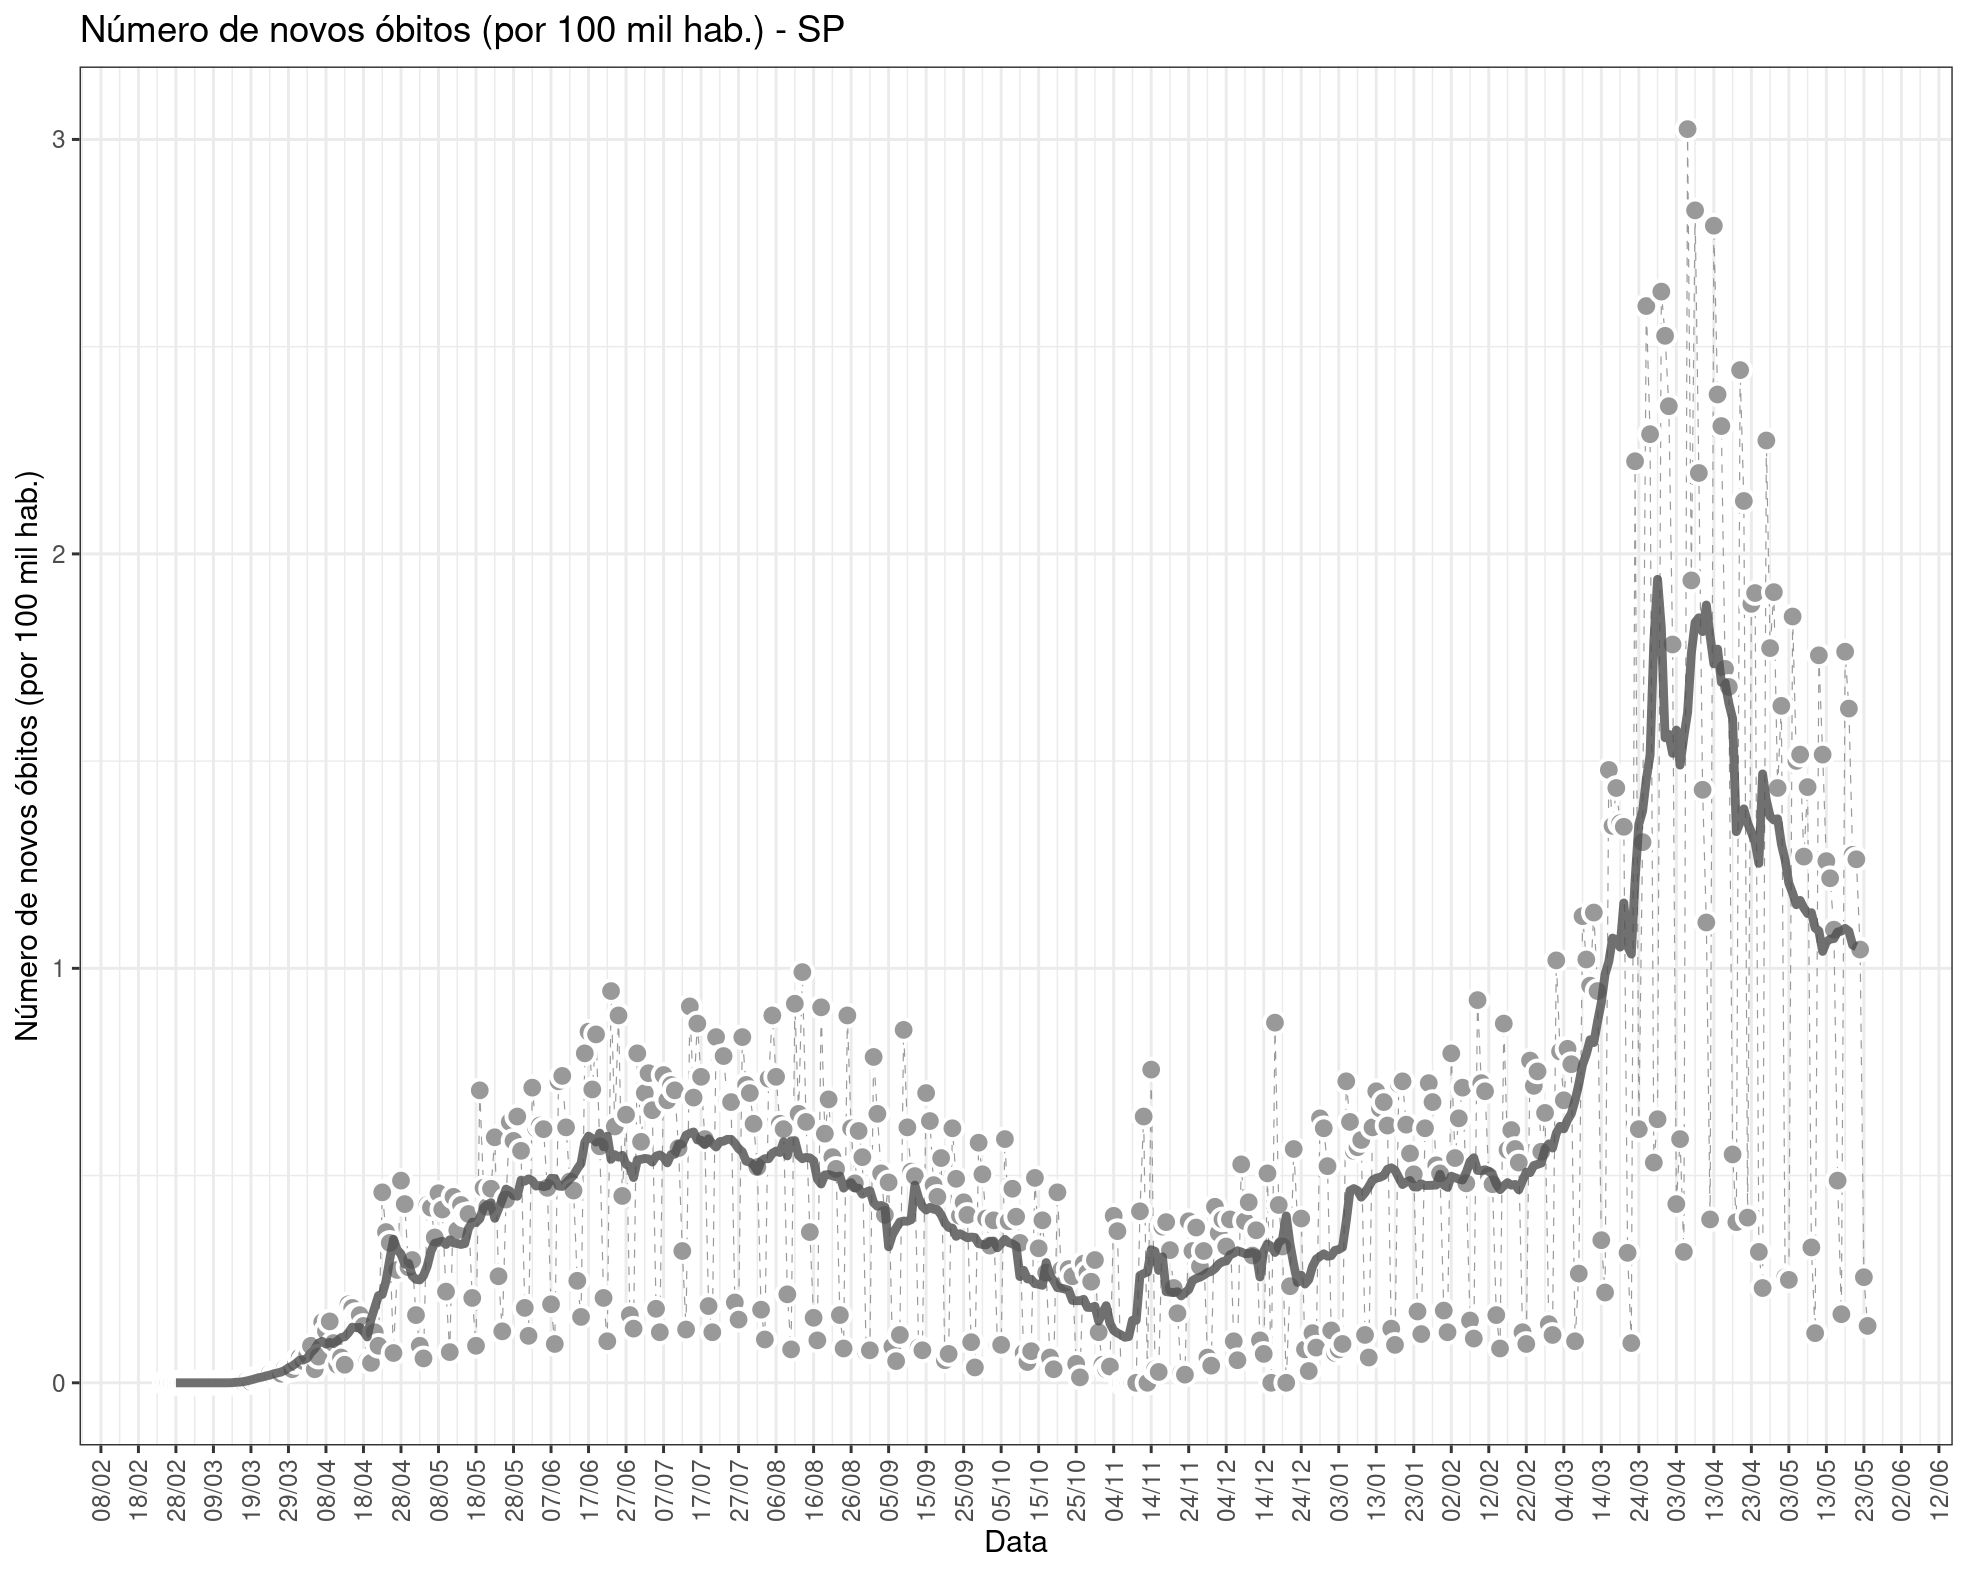 Número de novos óbitos (por 100 mil hab.) - SP
Número de novos óbitos (por 100 mil hab.)
3
2
1
0
08/02 18/02 28/02 09/03 19/03 29/03 08/04 18/04 28/04 08/05 18/05 28/05 07/06 17/06 27/06 07/07 17/07 27/07 06/08 16/08 26/08 05/09 15/09 25/09 05/10 15/10 25/10 04/11 14/11 24/11 04/12 14/12 24/12 03/01 13/01 23/01 02/02 12/02 22/02 04/03 14/03 24/03 03/04 13/04 23/04 03/05 13/05 23/05 02/06 12/06
Data